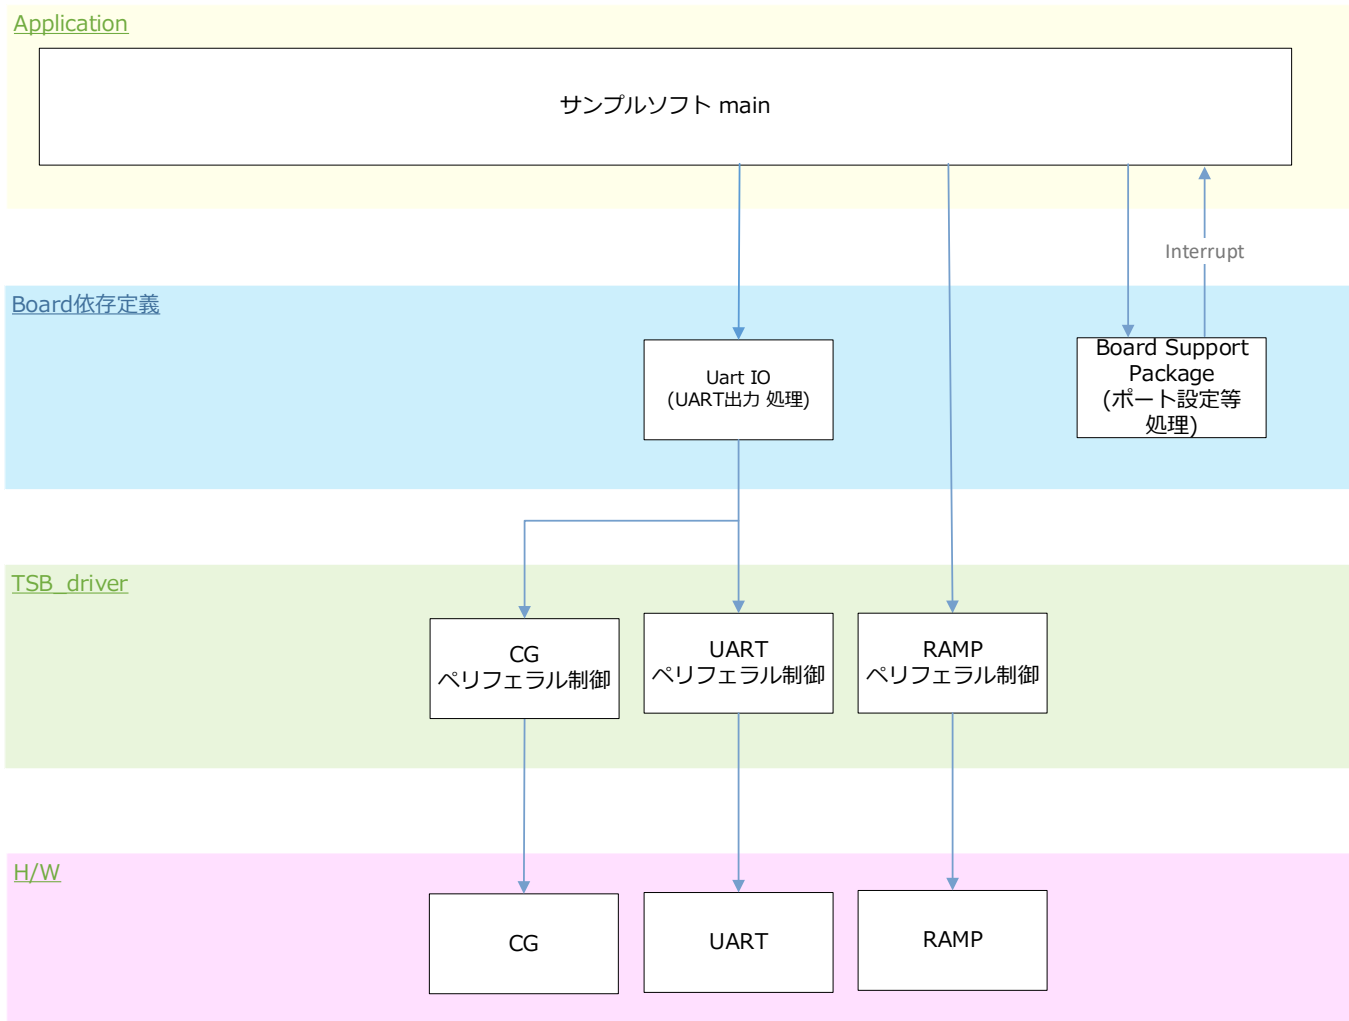 Application
サンプルソフト main
Interrupt
Board依存定義
Uart IO
(UART出力 処理)
Board Support
Package
(ポート設定等
処理)
TSB_driver
CG
ペリフェラル制御
UART
ペリフェラル制御
RAMP
ペリフェラル制御
H/W
CG
UART
RAMP